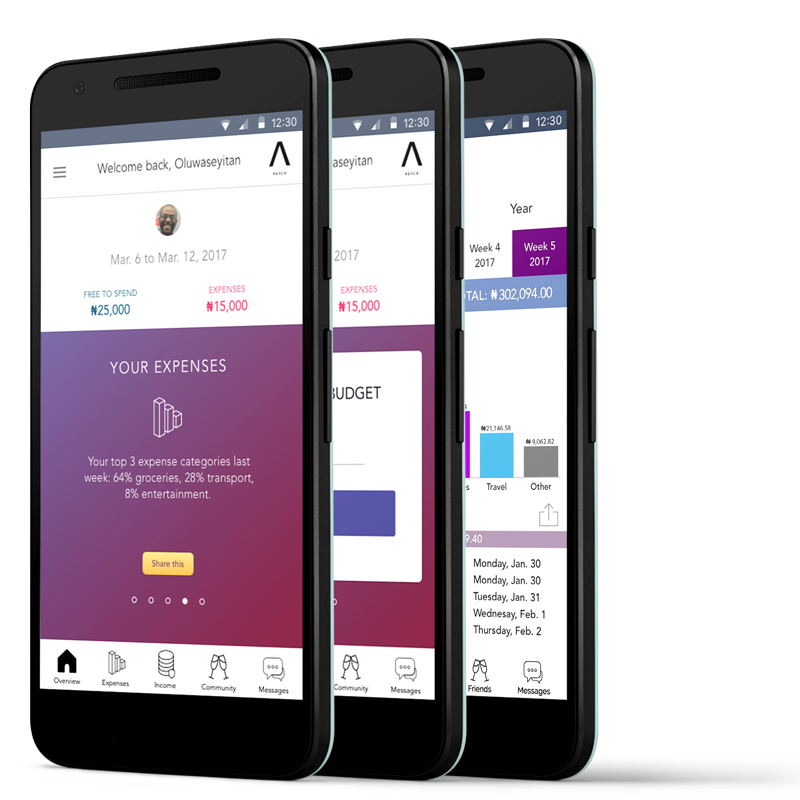 12:30
Welcome back, Oluwaseyitan
REACH
Mar. 6 to Mar. 12, 2017
FREE TO SPEND
₦25,000
EXPENSES
₦15,000
YOUR EXPENSES
Your top 3 expense categories last
week: 64% groceries, 28% transport,
8% entertainment.
Share this
Overview
Expenses
Income
Community
Messages
12:30
aseyitan
REACH
2017
EXPENSES
₦15,000
BUDGET
Community
Messages
12:30
Year
Week 4
2017
Week 5
2017
OTAL: ₦302,094.00
₦21,146.58
₦9,062.82
s
Travel
Other
9.40
Monday, Jan. 30
Monday, Jan. 30
Tuesday, Jan. 31
Wednesay, Feb. 1
Thursday, Feb. 2
Friends
Messages